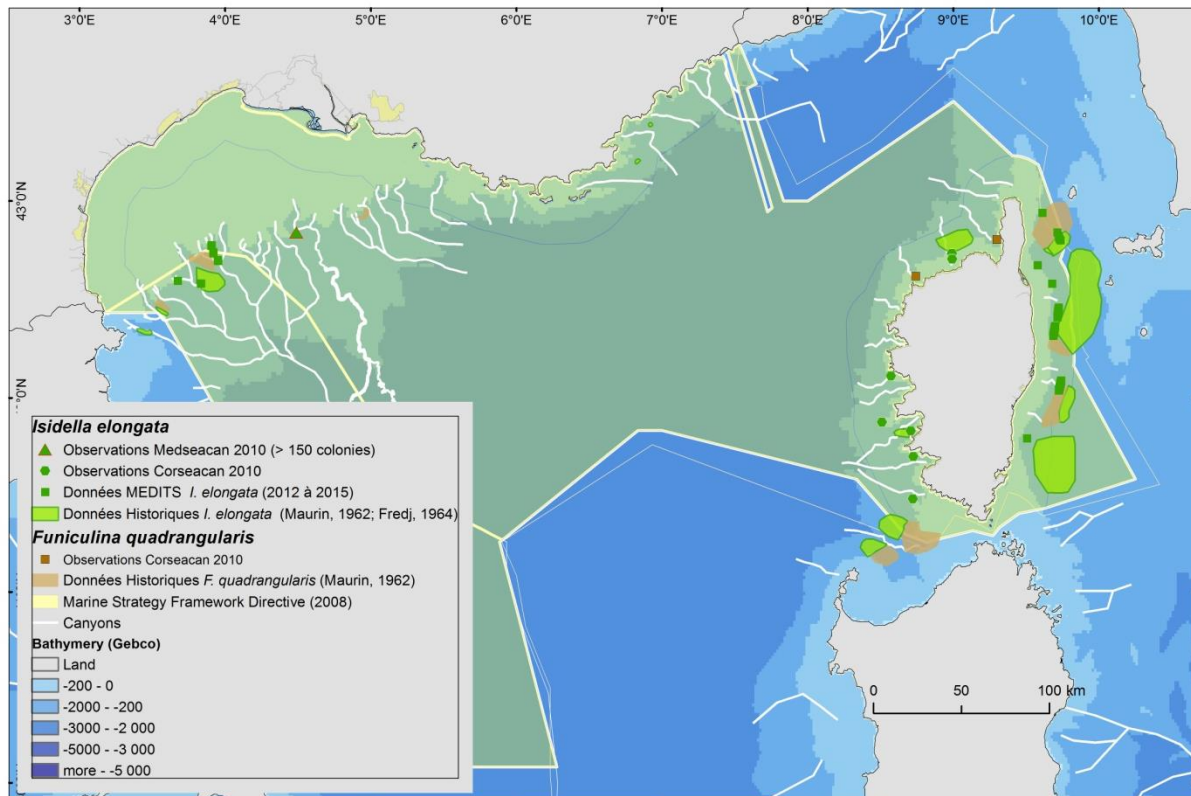 3°0'E 4°0'E 5°0'E 6°0'E 7°0'E 8°0'E 9°0'E 10°0'E
43°0'N
Isidella elongata
Observations Medseacan 2010 (> 150 colonies)
Observations Corseacan 2010
Données MEDITS I. elongata (2012 à 2015)
Données Historiques I. elongata (Maurin, 1962; Fredj, 1964)
Funiculina quadrangularis
Observations Corseacan 2010
Données Historiques F. quadrangularis (Maurin, 1962)
Marine Strategy Framework Directive (2008)
Canyons
Bathymery (Gebco)
Land
-200 - 0
-2000 - -200
-3000 - -2 000
-5000 - -3 000
more - -5 000
0 50 100 km